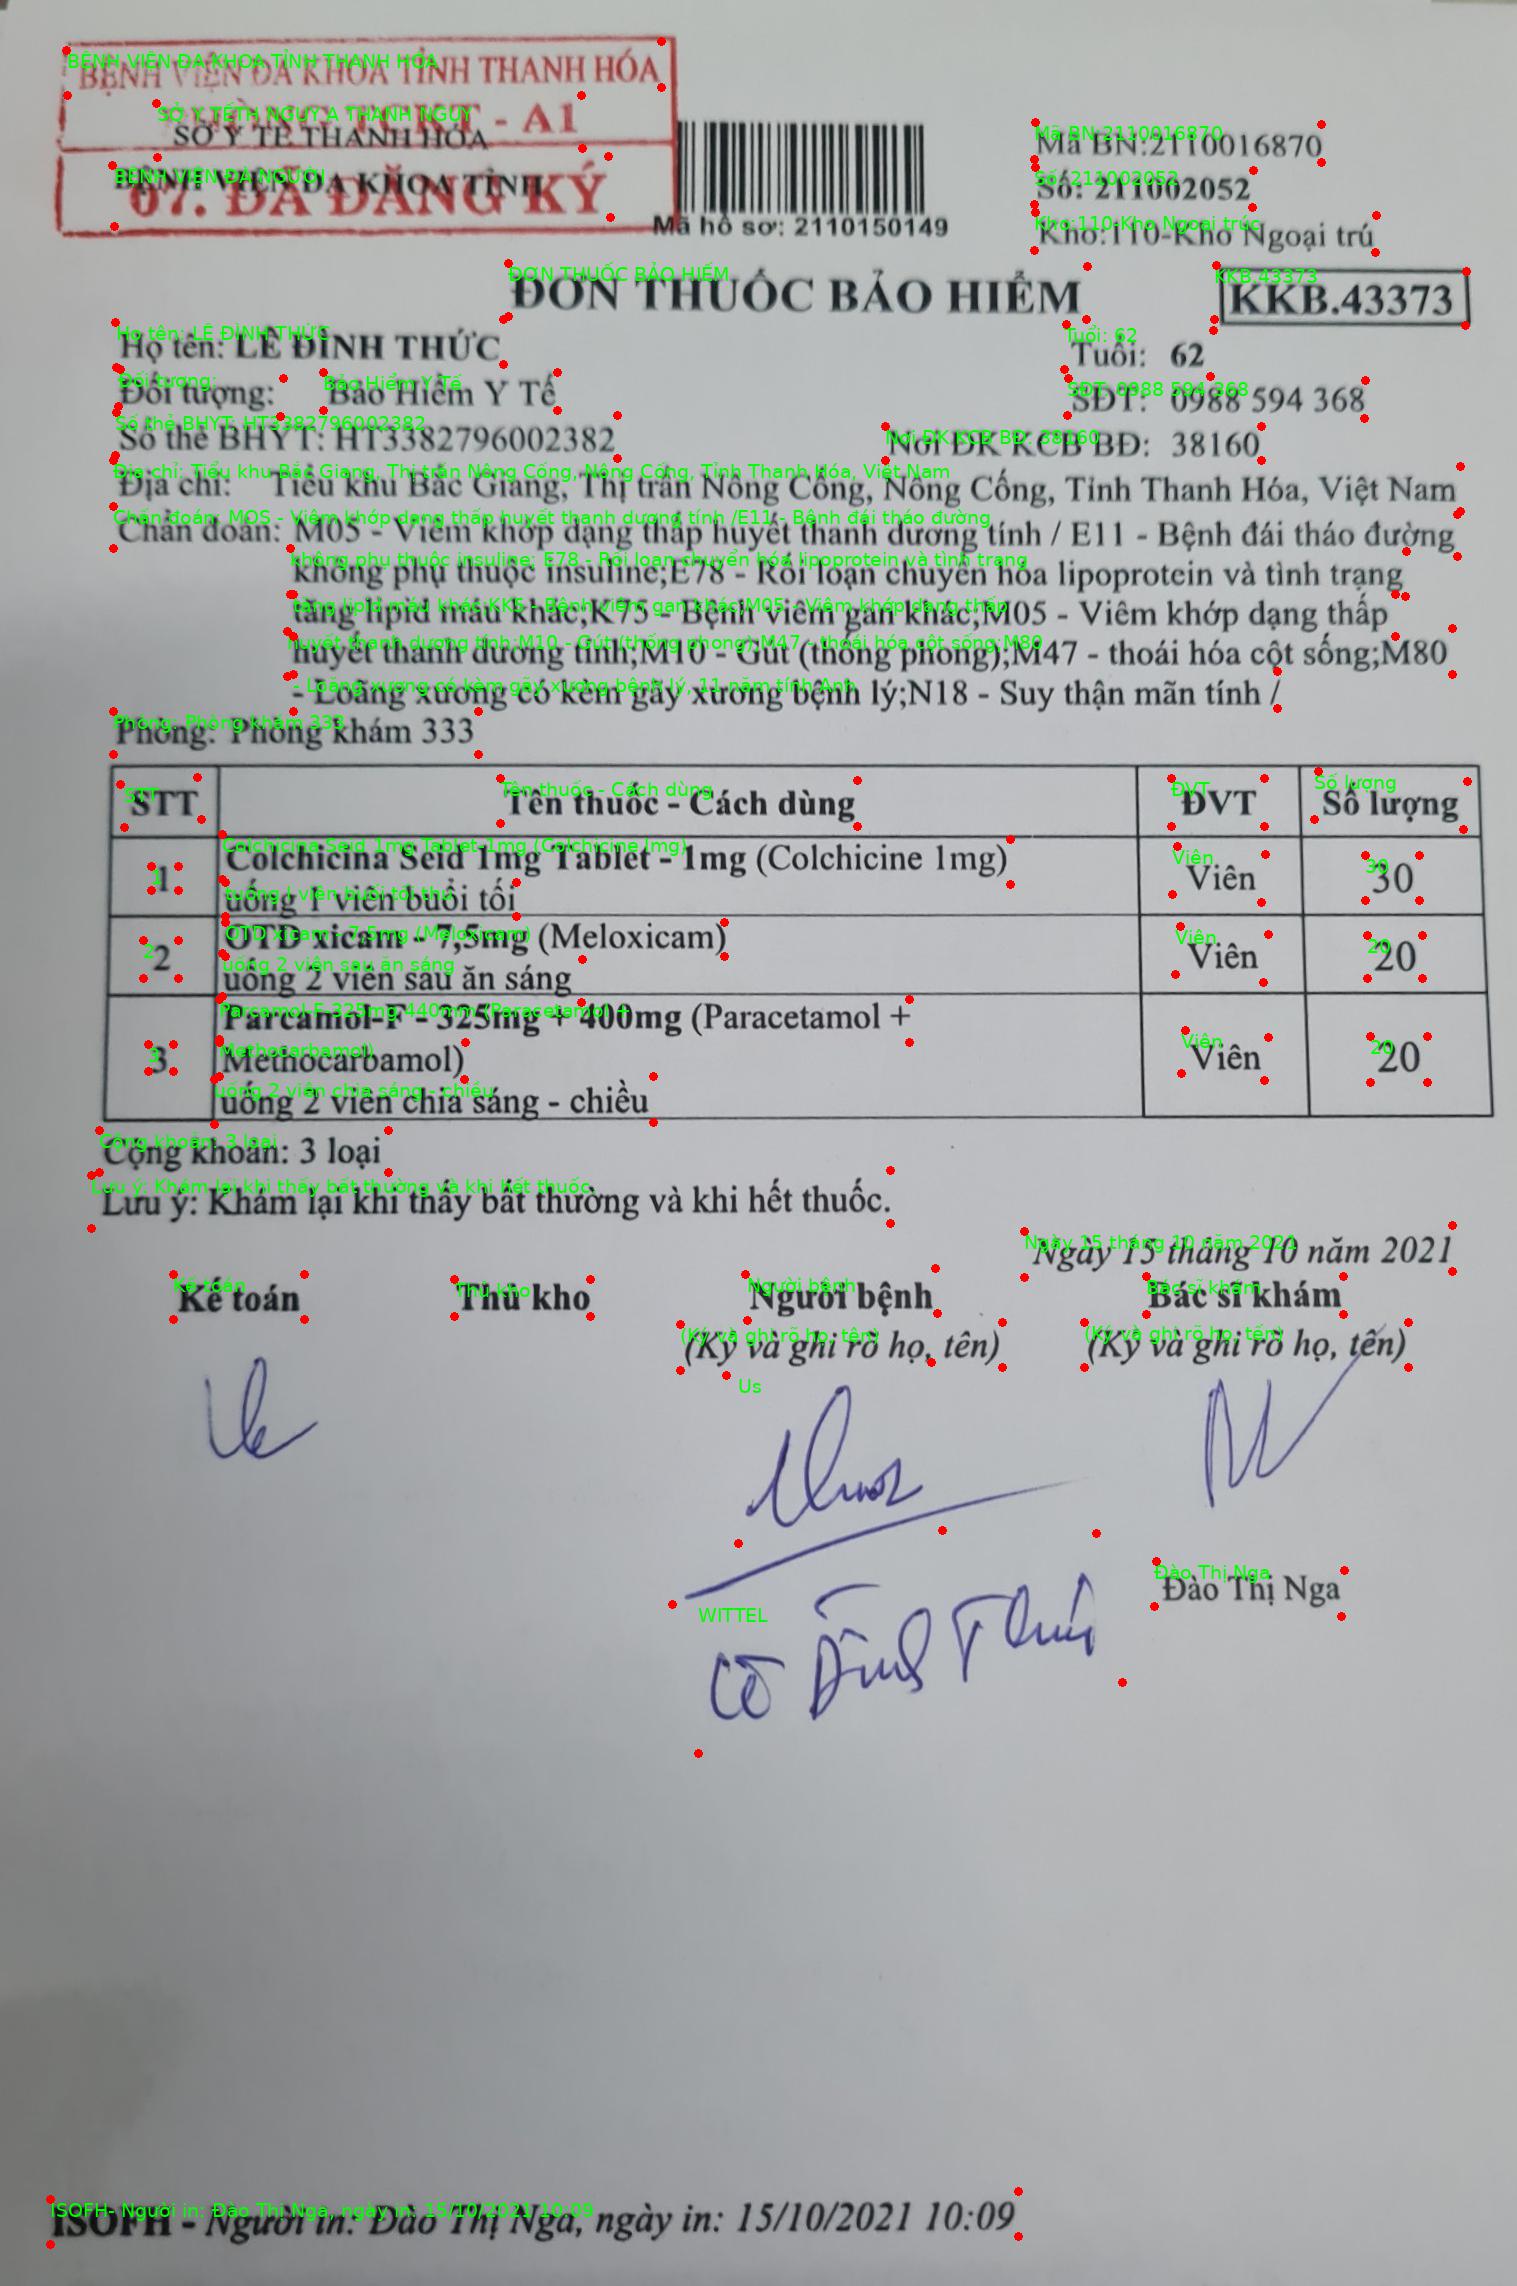 BỆNH VIỆN ĐA KHOA TỈNH THANH HÓA
- A1
SỞ Y TẾ THANH HÓA
BỆNH VIỆN ĐA KHOA TỈNH
07. ĐÃ ĐĂNG KÝ
Mã hồ sơ: 2110150149
Mã BN:2110016870
Số: 211002052
Kho:110-Kho Ngoại trú
ĐƠN THUỐC BẢO HIỂM
KKB.43373
Họ tên: LÊ ĐÌNH THỨC Tuổi: 62
Đối tượng: Bảo Hiểm Y Tế SĐT: 0988 594 368
Số thẻ BHYT: HT3382796002382 Nơi ĐK KCB BĐ: 38160
Địa chỉ: Tiểu khu Bắc Giang, Thị trấn Nông Cống, Nông Cống, Tỉnh Thanh Hóa, Việt Nam
Chẩn đoán: M05 - Viêm khớp dạng thấp huyết thanh dương tính / E11 - Bệnh đái tháo đường
không phụ thuộc insuline;E78 - Rối loạn chuyển hóa lipoprotein và tình trạng
tăng lipid máu khác;K75 - Bệnh viêm gan khác;M05 - Viêm khớp dạng thấp
huyết thanh dương tính;M10 - Gút (thống phong);M47 - thoái hóa cột sống;M80
- Loãng xương có kèm gãy xương bệnh lý;N18 - Suy thận mãn tính /
Phòng: Phòng khám 333
STT Tên thuốc - Cách dùng ĐVT Số lượng
1 Colchicina Seid 1mg Tablet - 1mg (Colchicine 1mg) Viên 30
uống 1 viên buổi tối
2 OTD xicam - 7,5mg (Meloxicam) Viên 20
uống 2 viên sau ăn sáng
3 Parcamol-F - 325mg + 400mg (Paracetamol + Viên 20
Methocarbamol)
uống 2 viên chia sáng - chiều
Cộng khoản: 3 loại
Lưu ý: Khám lại khi thấy bất thường và khi hết thuốc.
Ngày 15 tháng 10 năm 2021
Kế toán Thủ kho Người bệnh Bác sĩ khám
(Ký và ghi rõ họ, tên) (Ký và ghi rõ họ, tên)
Us
Đào Thị Nga
WITTEL
Lê Đình Thức
ISOFH - Người in: Đào Thị Nga, ngày in: 15/10/2021 10:09